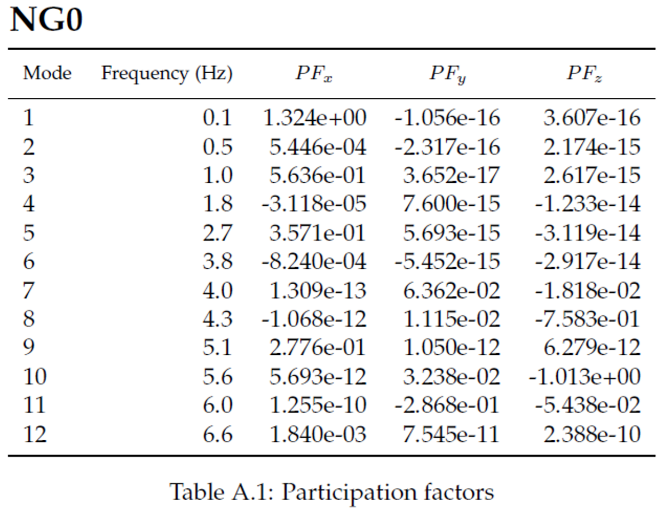 NG0
Mode Frequency (Hz) PFx PFy PFz
1 0.1 1.324e+00 -1.056e-16 3.607e-16
2 0.5 5.446e-04 -2.317e-16 2.174e-15
3 1.0 5.636e-01 3.652e-17 2.617e-15
4 1.8 -3.118e-05 7.600e-15 -1.233e-14
5 2.7 3.571e-01 5.693e-15 -3.119e-14
6 3.8 -8.240e-04 -5.452e-15 -2.917e-14
7 4.0 1.309e-13 6.362e-02 -1.818e-02
8 4.3 -1.068e-12 1.115e-02 -7.583e-01
9 5.1 2.776e-01 1.050e-12 6.279e-12
10 5.6 5.693e-12 3.238e-02 -1.013e+00
11 6.0 1.255e-10 -2.868e-01 -5.438e-02
12 6.6 1.840e-03 7.545e-11 2.388e-10
Table A.1: Participation factors